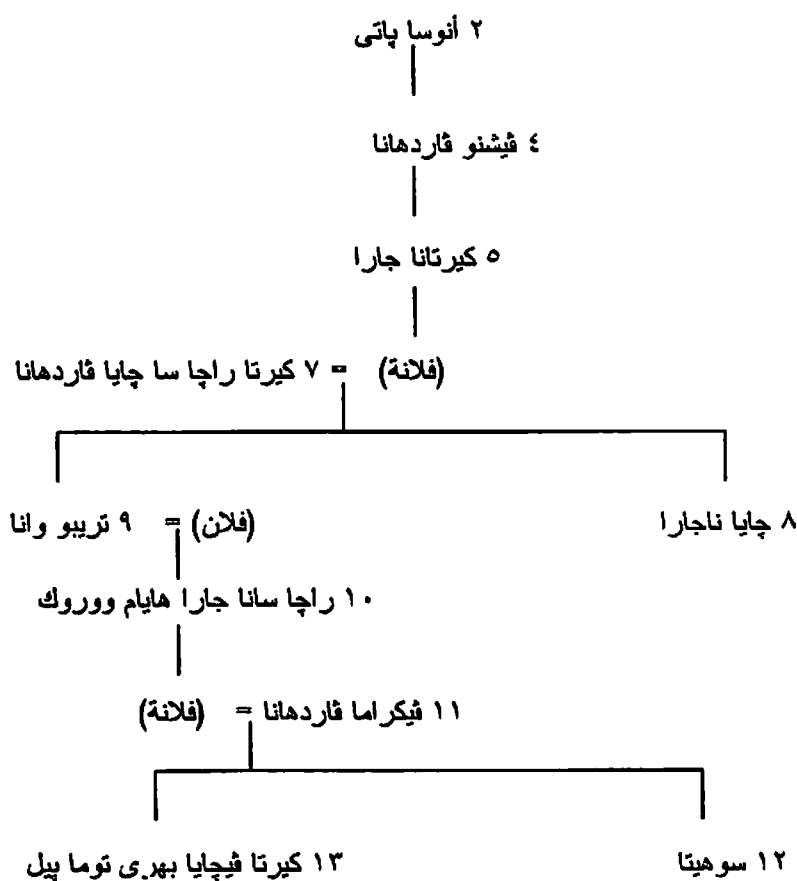 ٢ أنوسا پاتى
٤ ڤيشنو ڤاردهانا
٥ كيرتانا جارا
(فلانة) = ٧ كيرتا راچا سا چايا ڤاردهانا
٨ چايا ناجارا (فلان) = ٩ تريبو وانا
١٠ راچا سانا جارا هايام ووروك
١١ ڤيكراما ڤاردهانا = (فلانة)
١٢ سوهيتا ١٣ كيرتا ڤيچايا بهرى توما پيل